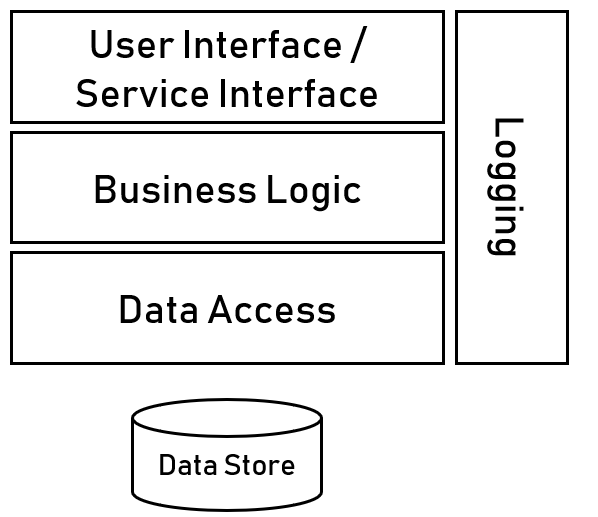 User Interface /
Service Interface
Business Logic
Data Access
Logging
Data Store